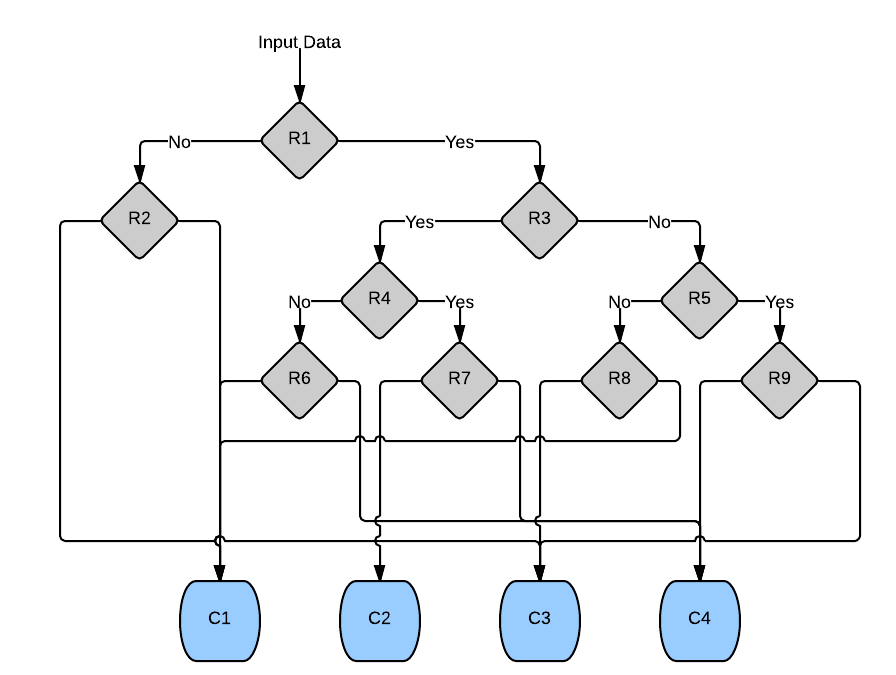 Input Data
R1
No
Yes
R2
R3
Yes
No
R4
R5
No
Yes
No
Yes
R6
R7
R8
R9
C1
C2
C3
C4